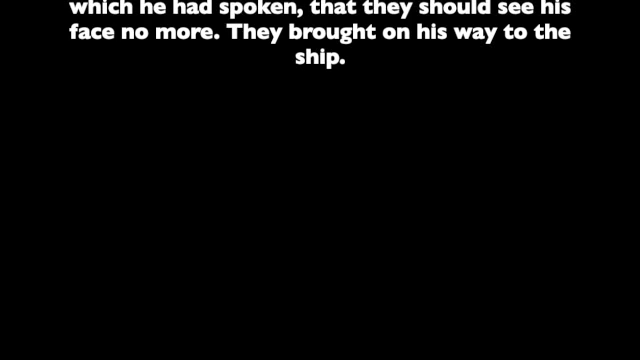 which he had spoken, that they should see his
face no more. They brought on his way to the
ship.